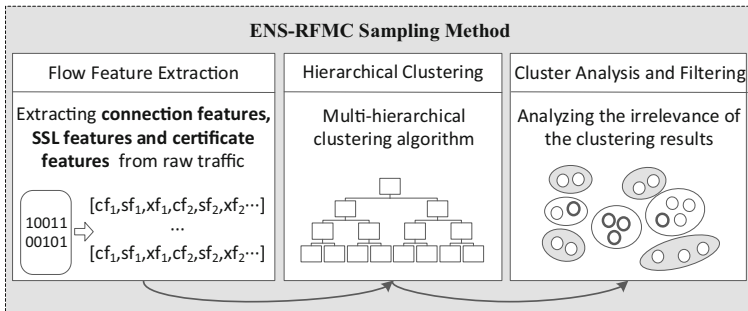 ENS-RFMC Sampling Method
Flow Feature Extraction
Extracting connection features,
SSL features and certificate
features from raw traffic
10011
00101
[cf₁,sf₁,xf₁,cf₂,sf₂,xf₂⋯]
...
[cf₁,sf₁,xf₁,cf₂,sf₂,xf₂⋯]
Hierarchical Clustering
Multi-hierarchical
clustering algorithm
Cluster Analysis and Filtering
Analyzing the irrelevance of
the clustering results